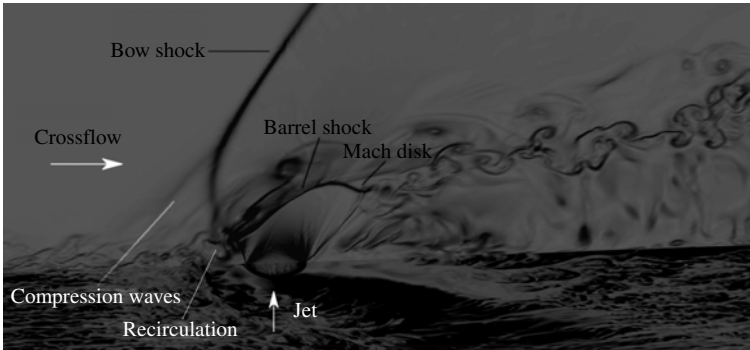 Bow shock
Crossflow
Barrel shock
Mach disk
Compression waves
Recirculation
Jet